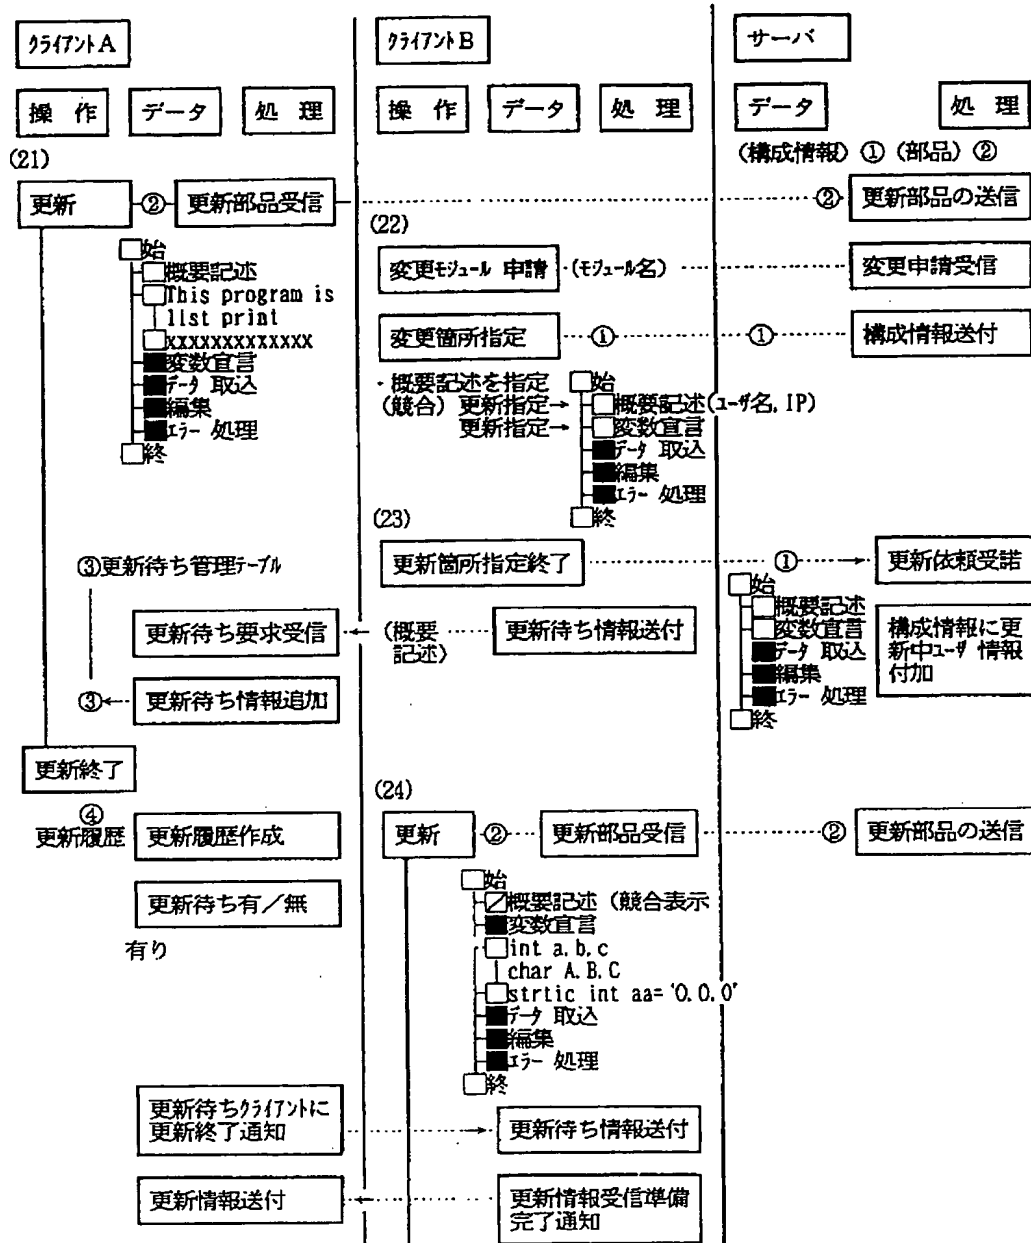 クライアントA
クライアントB
サーバ
操 作
データ
処 理
操 作
データ
処 理
データ
処 理
(21)
(構成情報) ① (部品) ②
更新
②
更新部品受信
②
更新部品の送信
(22)
始
概要記述
This program is
list print
xxxxxxxxxxxxx
変数宣言
データ 取込
編集
エラー 処理
終
変更モジュール 申請
(モジュール名)
変更申請受信
変更箇所指定
①
①
構成情報送付
・概要記述を指定
(競合) 更新指定→
更新指定→
始
概要記述(ユーザ名, IP)
変数宣言
データ 取込
編集
エラー 処理
終
(23)
更新箇所指定終了
①
更新依頼受諾
③更新待ち管理テーブル
始
概要記述
変数宣言
データ 取込
編集
エラー 処理
終
構成情報に更
新中ユーザ 情報
付加
更新待ち要求受信
(概要
記述)
更新待ち情報送付
③
更新待ち情報追加
更新終了
(24)
④
更新履歴
更新履歴作成
更新
②
更新部品受信
②
更新部品の送信
更新待ち有/無
有り
始
概要記述 (競合表示
変数宣言
int a.b.c
char A.B.C
strtic int aa='0.0.0'
データ 取込
編集
エラー 処理
終
更新待ちクライアントに
更新終了通知
更新待ち情報送付
更新情報送付
更新情報受信準備
完了通知